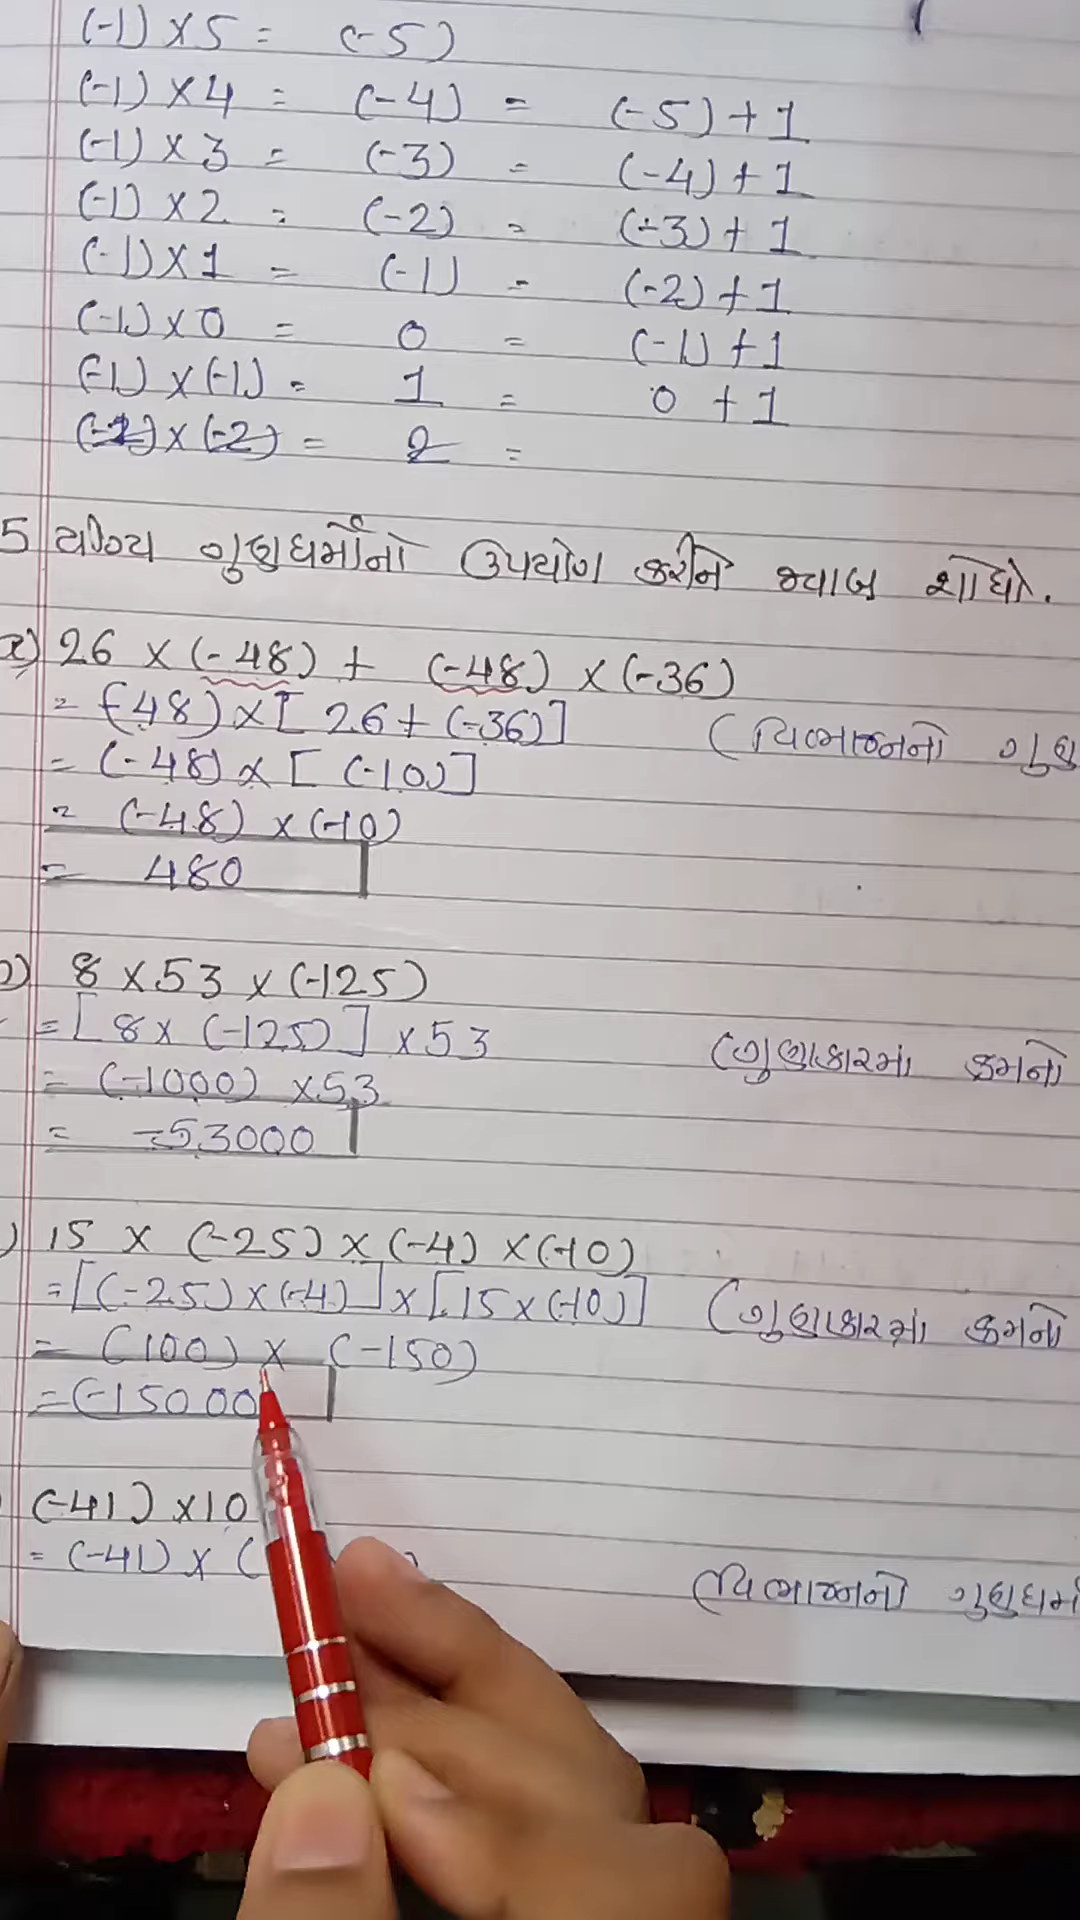 (-1) × 5 = (-5)
(-1) × 4 = (-4) = (-5) + 1
(-1) × 3 = (-3) = (-4) + 1
(-1) × 2 = (-2) = (-3) + 1
(-1) × 1 = (-1) = (-2) + 1
(-1) × 0 = 0 = (-1) + 1
(-1) × (-1) = 1 = 0 + 1
× (-2) = 2 =
5 યોગ્ય ગુણધર્મોનો ઉપયોગ કરીને જવાબ શોધો.
26 × (-48) + (-48) × (-36)
= (-48) × [ 26 + (-36)] (વિભાજનનો ગુણ
= (-48) × [ (-10)]
= (-48) × (-10)
= 480
8 × 53 × (-125)
= [ 8 × (-125) ] × 53 (ગુણાકારમાં ક્રમનો
= (-1000) × 53
= -53000
) 15 × (-25) × (-4) × (-10)
= [(-25) × (-4)] × [15 × (-10)] (ગુણાકારમાં ક્રમનો
= (100) × (-150)
= (-15000
(-41) × 10
= (-41) × ( (વિભાજનનો ગુણધર્મ